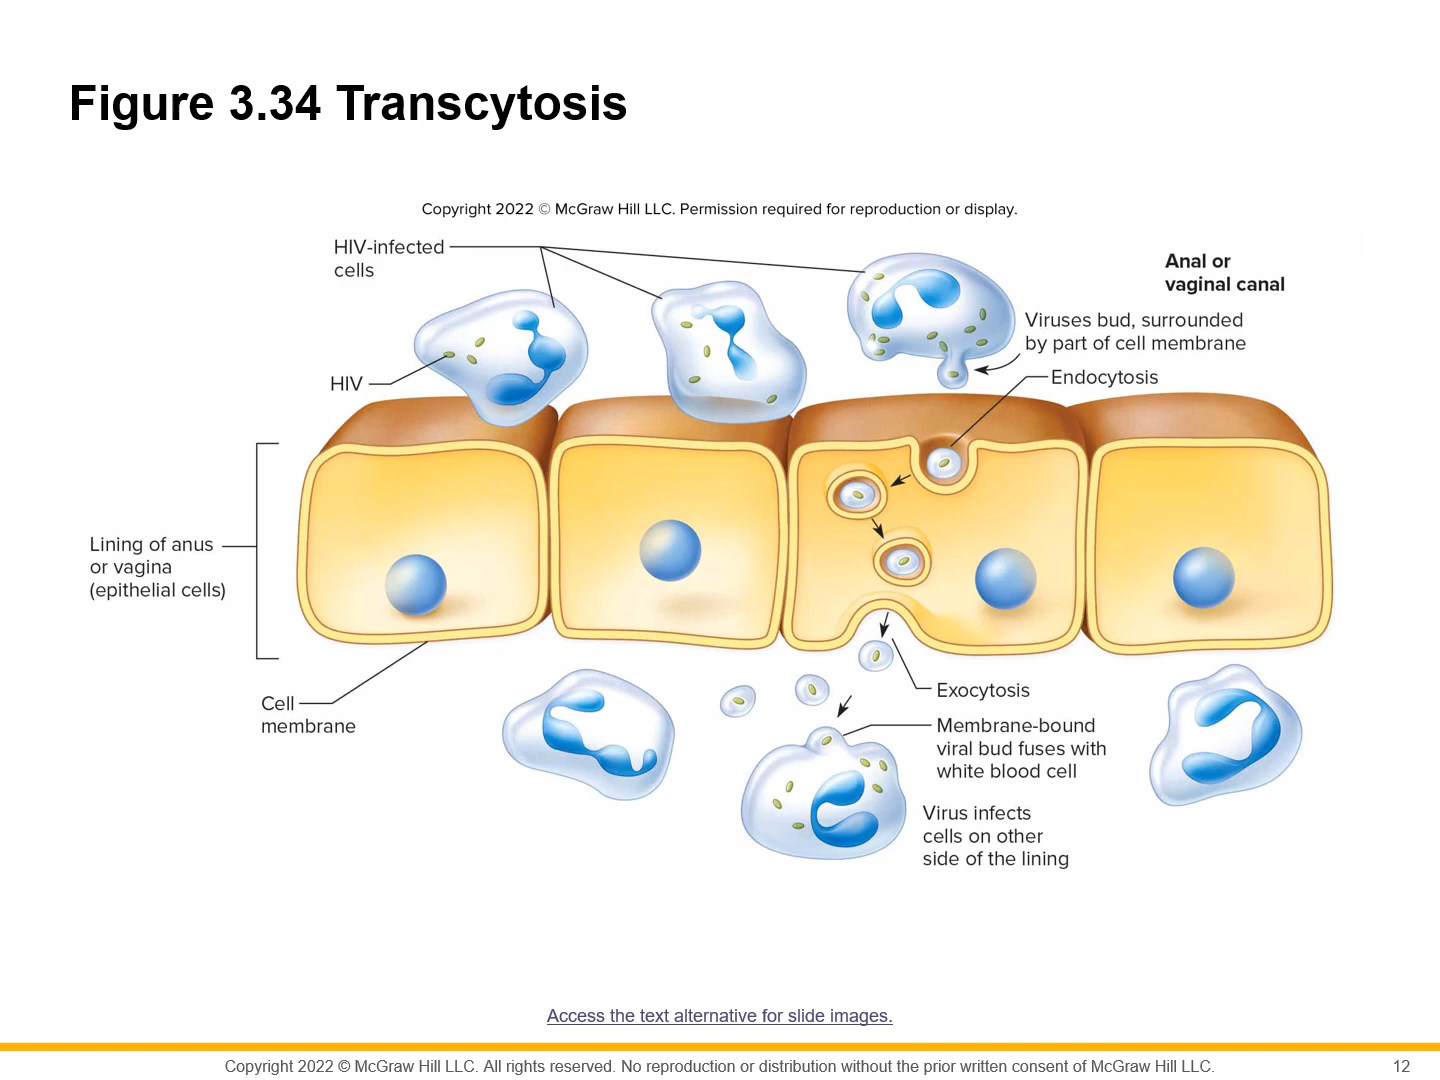 Figure 3.34 Transcytosis
Copyright 2022 © McGraw Hill LLC. Permission required for reproduction or display.
HIV-infected
cells
Anal or
vaginal canal
Viruses bud, surrounded
by part of cell membrane
Endocytosis
HIV
Lining of anus
or vagina
(epithelial cells)
Cell
membrane
Exocytosis
Membrane-bound
viral bud fuses with
white blood cell
Virus infects
cells on other
side of the lining
Access the text alternative for slide images.
Copyright 2022 © McGraw Hill LLC. All rights reserved. No reproduction or distribution without the prior written consent of McGraw Hill LLC.
12